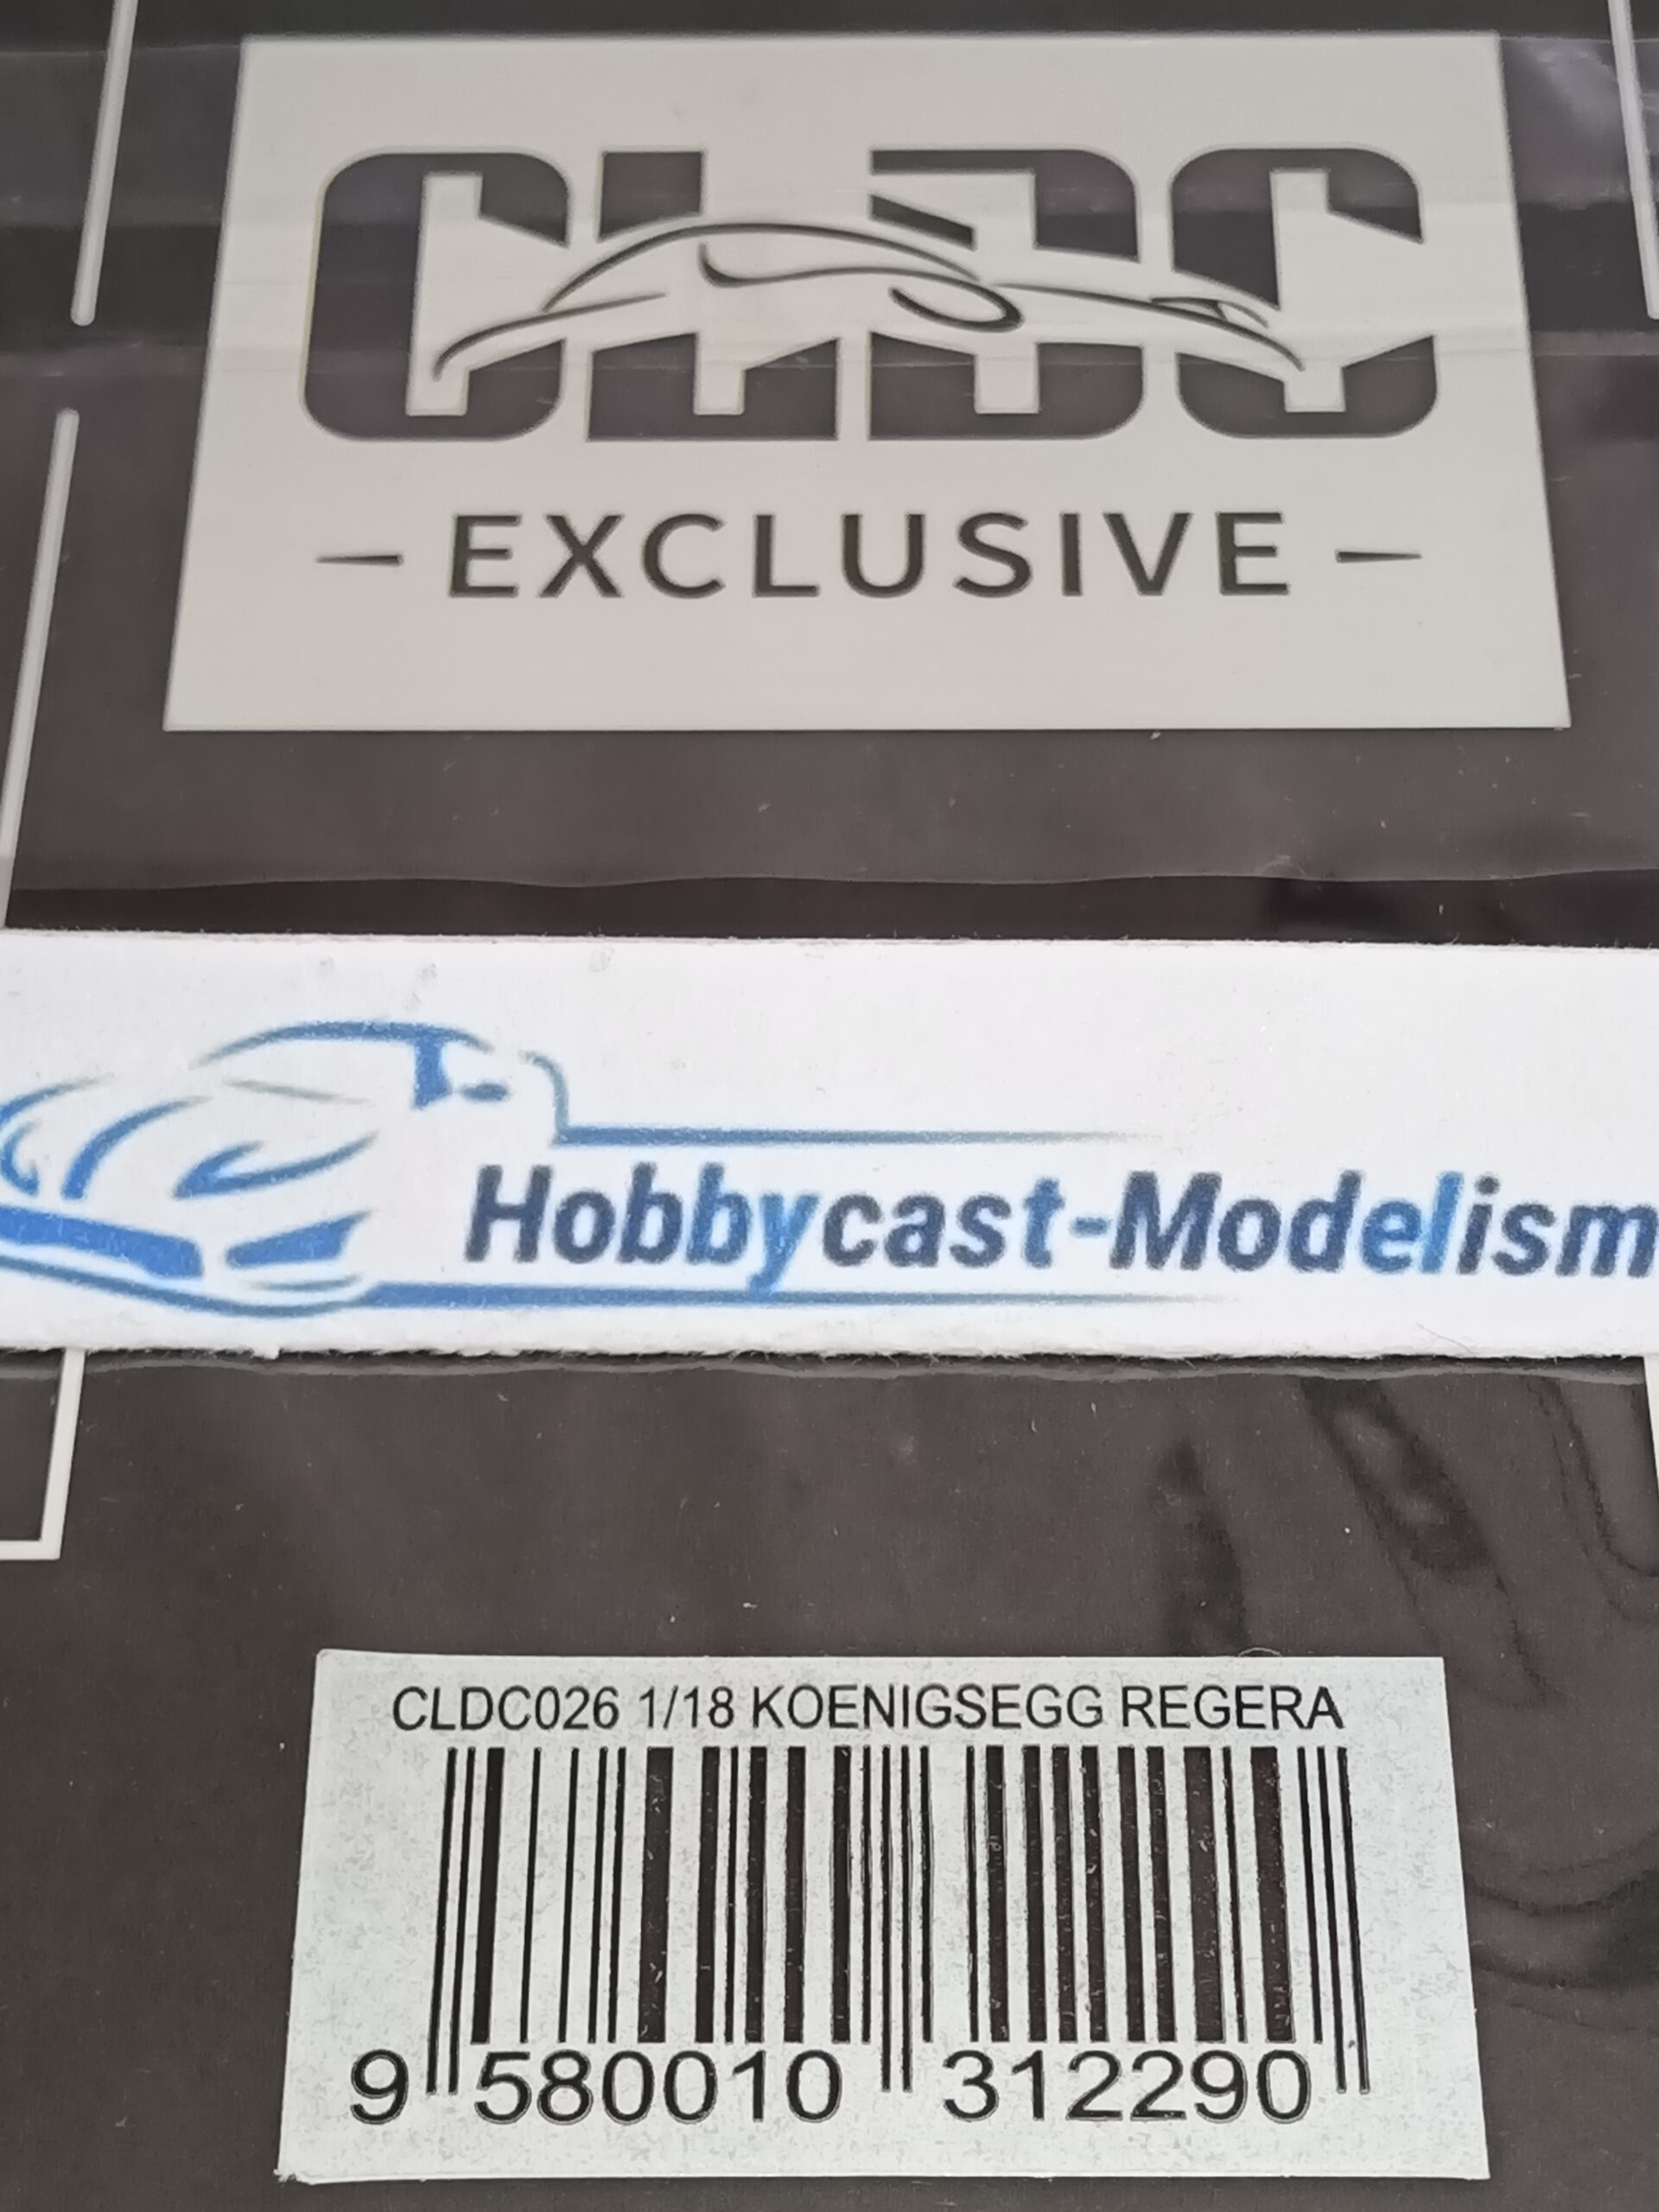 CLDC
- EXCLUSIVE -
Hobbycast-Modelism
CLDC026 1/18 KOENIGSEGG REGERA
9 580010 312290